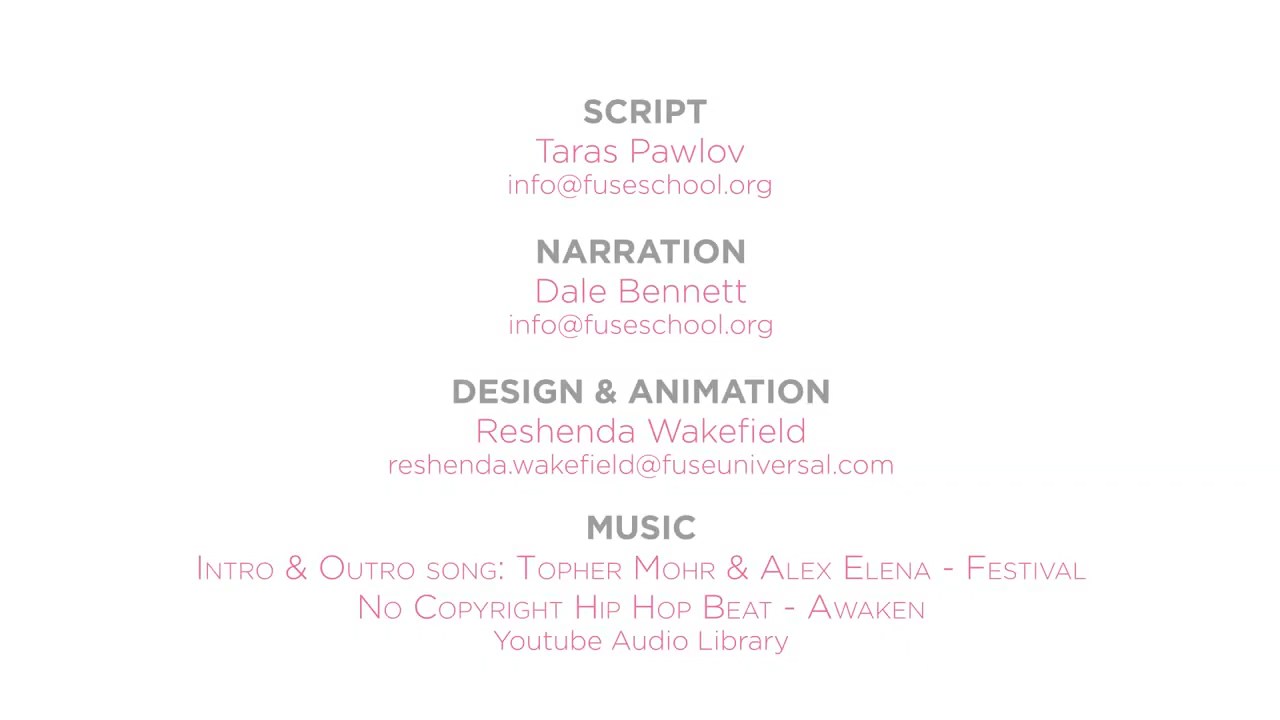 SCRIPT
Taras Pawlov
info@fuseschool.org
NARRATION
Dale Bennett
info@fuseschool.org
DESIGN & ANIMATION
Reshenda Wakefield
reshenda.wakefield@fuseuniversal.com
MUSIC
Intro & Outro song: Topher Mohr & Alex Elena - Festival
No Copyright Hip Hop Beat - Awaken
Youtube Audio Library